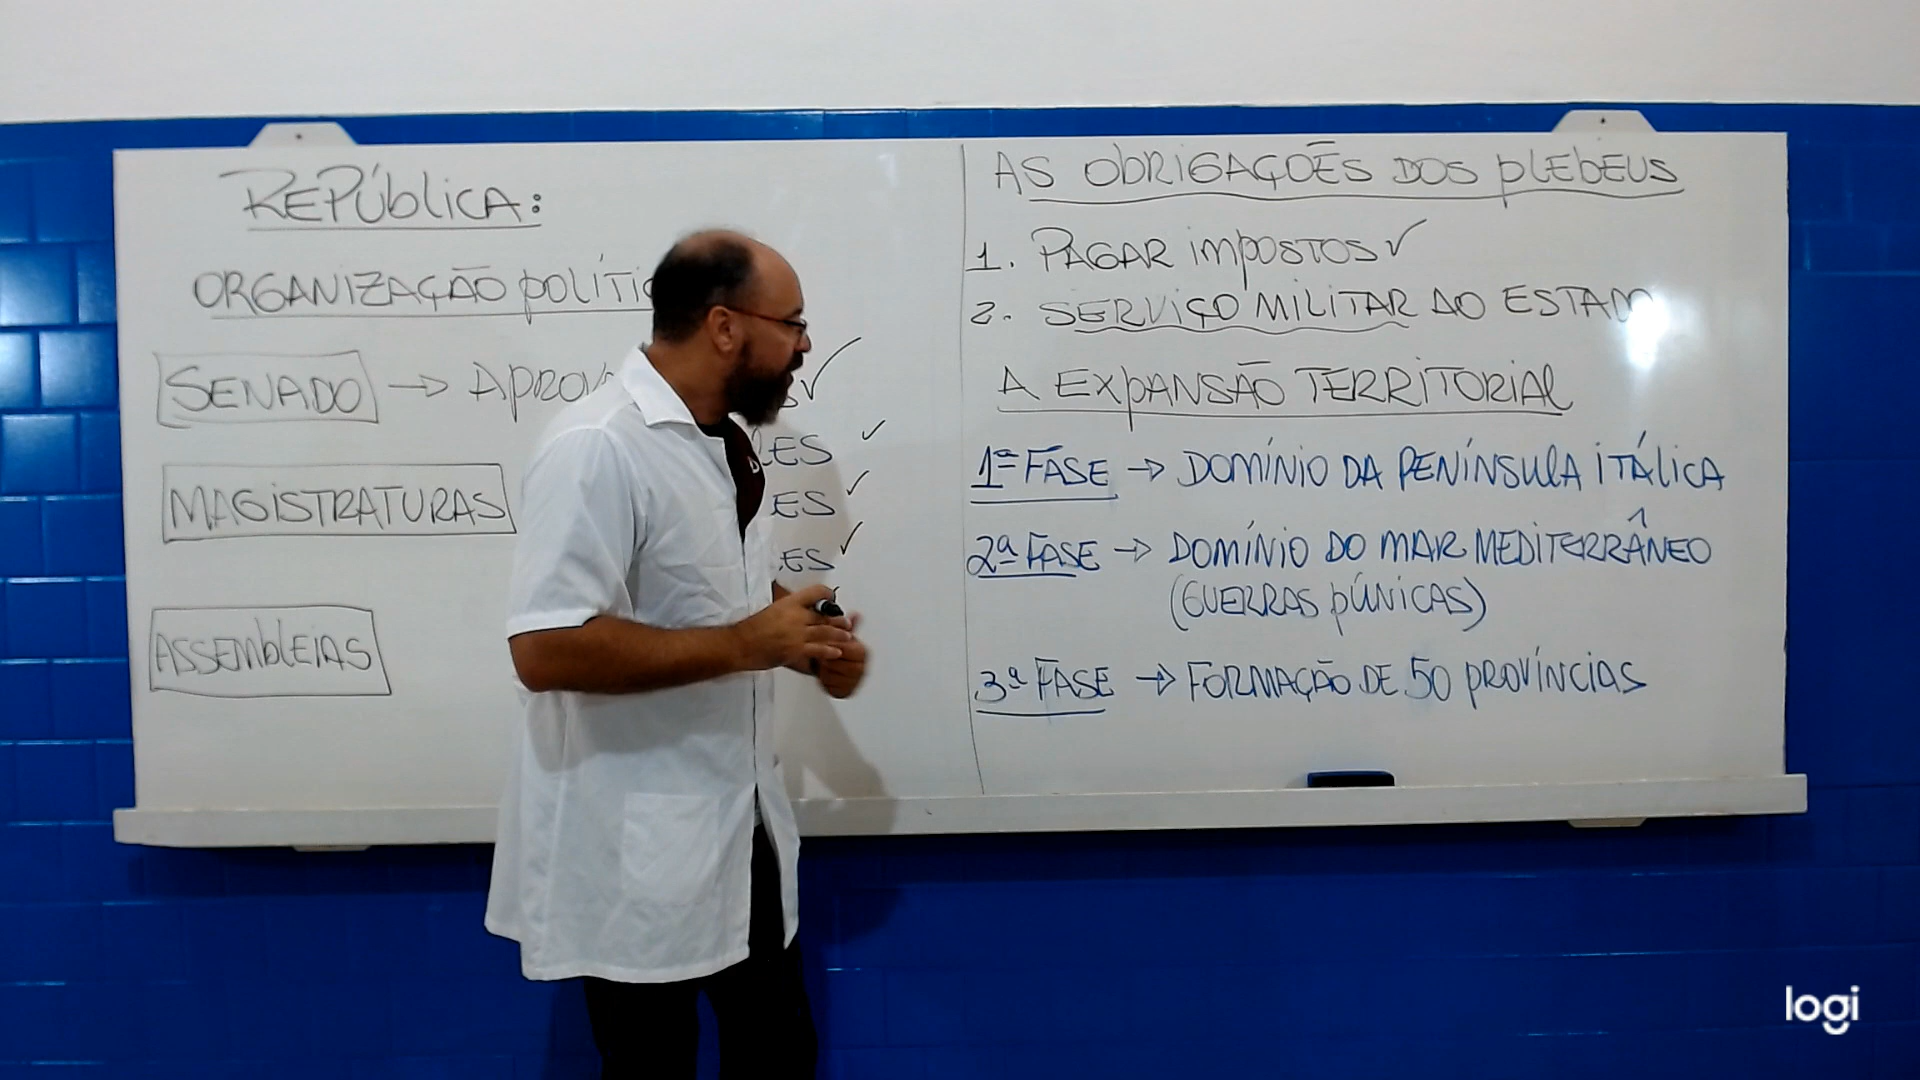 REPÚBLICA:
ORGANIZAÇÃO
SENADO →
MAGISTRATURAS
ASSEMBLEIAS
AS OBRIGAÇÕES DOS PLEBEUS
1. PAGAR IMPOSTOS ✓
2. SERVIÇO MILITAR AO ESTADO
A EXPANSÃO TERRITORIAL
1ª FASE → DOMÍNIO DA PENÍNSULA ITÁLICA
2ª FASE → DOMÍNIO DO MAR MEDITERRÂNEO
(GUERRAS PÚNICAS)
3ª FASE → FORMAÇÃO DE 50 PROVÍNCIAS
logi